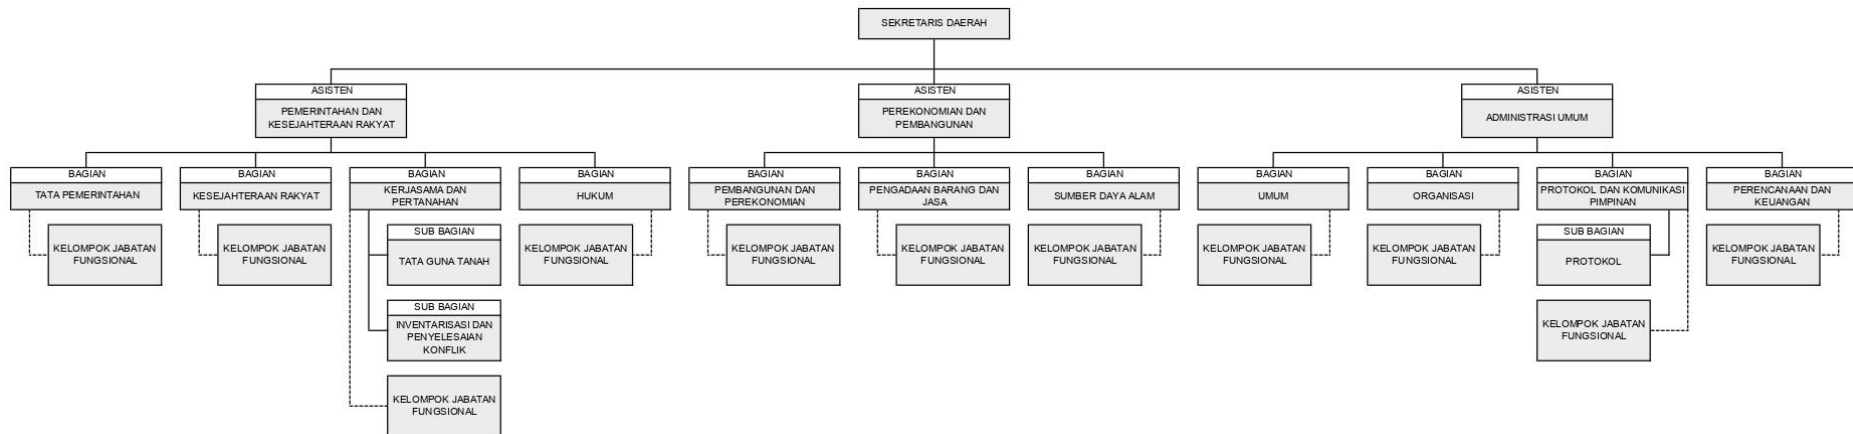 SEKRETARIS DAERAH
ASISTEN
PEMERINTAHAN DAN
KESEJAHTERAAN RAKYAT
ASISTEN
PEREKONOMIAN DAN
PEMBANGUNAN
ASISTEN
ADMINISTRASI UMUM
BAGIAN
TATA PEMERINTAHAN
KELOMPOK JABATAN
FUNGSIONAL
BAGIAN
KESEJAHTERAAN RAKYAT
KELOMPOK JABATAN
FUNGSIONAL
BAGIAN
KERJASAMA DAN
PERTANAHAN
SUB BAGIAN
TATA GUNA TANAH
SUB BAGIAN
INVENTARISASI DAN
PENYELESAIAN
KONFLIK
KELOMPOK JABATAN
FUNGSIONAL
BAGIAN
HUKUM
KELOMPOK JABATAN
FUNGSIONAL
BAGIAN
PEMBANGUNAN DAN
PEREKONOMIAN
KELOMPOK JABATAN
FUNGSIONAL
BAGIAN
PENGADAAN BARANG DAN
JASA
KELOMPOK JABATAN
FUNGSIONAL
BAGIAN
SUMBER DAYA ALAM
KELOMPOK JABATAN
FUNGSIONAL
BAGIAN
UMUM
KELOMPOK JABATAN
FUNGSIONAL
BAGIAN
ORGANISASI
KELOMPOK JABATAN
FUNGSIONAL
BAGIAN
PROTOKOL DAN KOMUNIKASI
PIMPINAN
SUB BAGIAN
PROTOKOL
KELOMPOK JABATAN
FUNGSIONAL
BAGIAN
PERENCANAAN DAN
KEUANGAN
KELOMPOK JABATAN
FUNGSIONAL